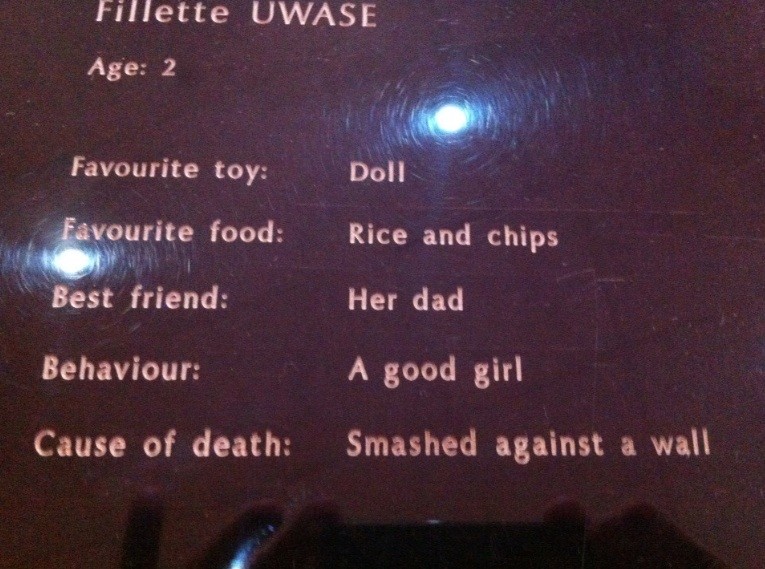 Fillette UWASE
Age: 2
Favourite toy: Doll
Favourite food: Rice and chips
Best friend: Her dad
Behaviour: A good girl
Cause of death: Smashed against a wall